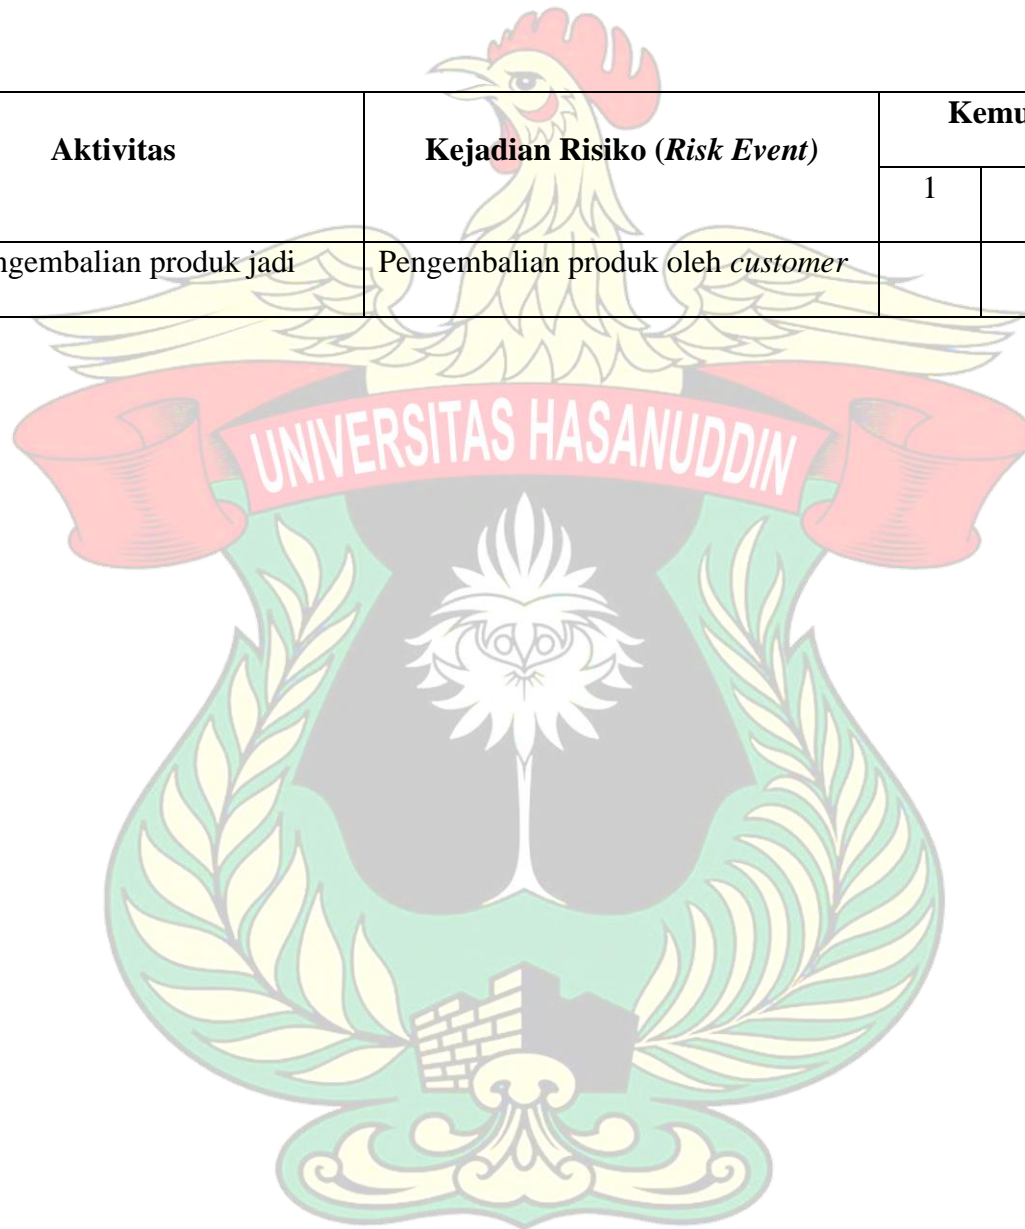 Aktivitas
Kejadian Risiko (Risk Event)
Kemu
1
ngembalian produk jadi
Pengembalian produk oleh customer
UNIVERSITAS HASANUDDIN